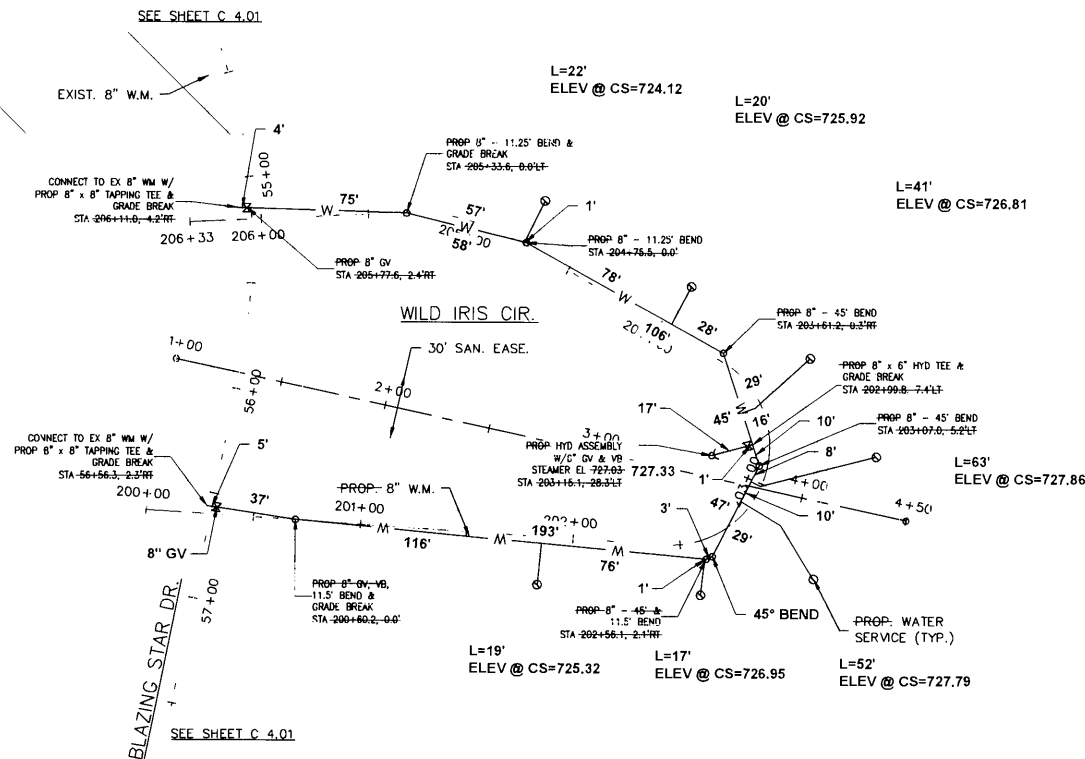 SEE SHEET C 4.01
EXIST. 8" W.M.
L=22'
ELEV @ CS=724.12
L=20'
ELEV @ CS=725.92
L=41'
ELEV @ CS=726.81
4'
55+00
PROP 8" - 11.25' BEND &
GRADE BREAK
STA 205+33.6, 0.0'LT
CONNECT TO EX 8" WM W/
PROP 8" x 8" TAPPING TEE &
GRADE BREAK
STA 206+11.0, 4.2'RT
206+33
206+00
75'
W
57'
W
58'
1'
PROP 8" GV
STA 205+77.6, 2.4'RT
PROP 8" - 11.25' BEND
STA 204+75.5, 0.0'
78'
W
106'
28'
WILD IRIS CIR.
30' SAN. EASE.
PROP 8" - 45' BEND
STA 203+61.2, 0.3'RT
1+00
56+00
2+00
3+00
29'
45'
W
16'
17'
PROP 8" x 6" HYD TEE &
GRADE BREAK
STA 202+99.8, 7.4'LT
10'
PROP 8" - 45' BEND
STA 203+07.0, 5.2'LT
8'
PROP HYD ASSEMBLY
W/6" GV & VB
STEAMER EL 727.03 727.33
STA 203+15.1, 28.3'LT
1'
203+00
4+00
4+50
L=63'
ELEV @ CS=727.86
CONNECT TO EX 8" WM W/
PROP 8" x 8" TAPPING TEE &
GRADE BREAK
STA 56+56.3, 2.3'RT
5'
200+00
37'
PROP. 8" W.M.
201+00
W
116'
W
193'
202+00
W
76'
3'
47'
29'
10'
8" GV
57+00
PROP 8" GV, VB,
11.5' BEND &
GRADE BREAK
STA 200+60.2, 0.0'
1'
PROP 8" - 45' &
11.5' BEND
STA 202+56.1, 2.1'RT
45° BEND
PROP. WATER
SERVICE (TYP.)
L=19'
ELEV @ CS=725.32
L=17'
ELEV @ CS=726.95
L=52'
ELEV @ CS=727.79
BLAZING STAR DR.
SEE SHEET C 4.01